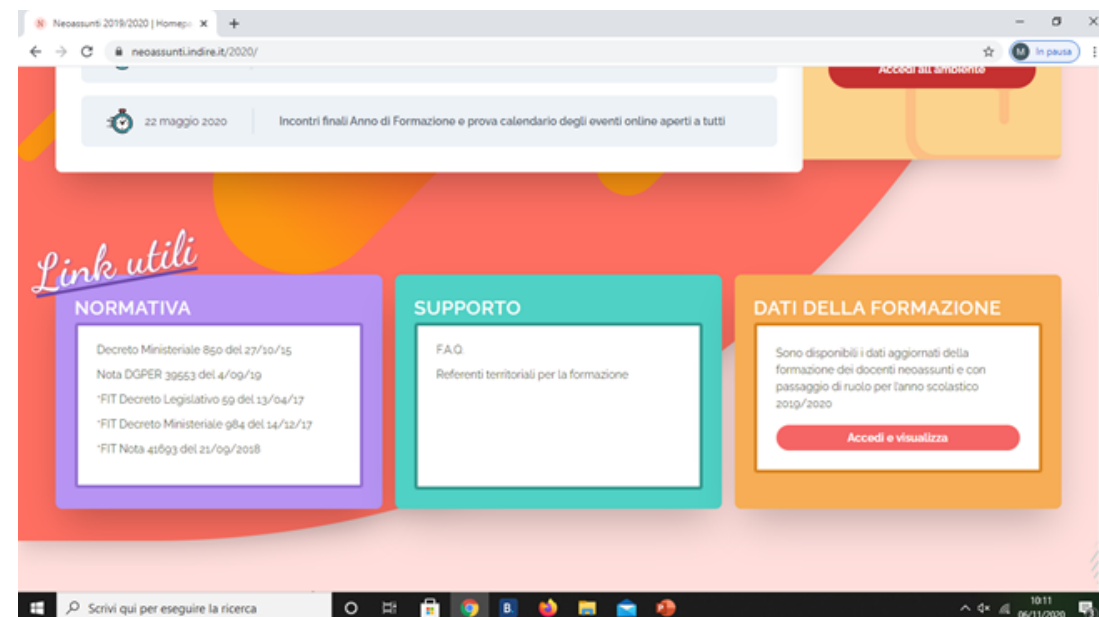 Neoassunti 2019/2020 | Homep
neoassunti.indire.it/2020/
M In pausa
Accedi all'ambiente
22 maggio 2020 Incontri finali Anno di Formazione e prova calendario degli eventi online aperti a tutti
Link utili
NORMATIVA
Decreto Ministeriale 850 del 27/10/15
Nota DGPER 39553 del 4/09/19
*FIT Decreto Legislativo 59 del 13/04/17
*FIT Decreto Ministeriale 984 del 14/12/17
*FIT Nota 41693 del 21/09/2018
SUPPORTO
F.A.Q.
Referenti territoriali per la formazione
DATI DELLA FORMAZIONE
Sono disponibili i dati aggiornati della
formazione dei docenti neoassunti e con
passaggio di ruolo per l'anno scolastico
2019/2020
Accedi e visualizza
Scrivi qui per eseguire la ricerca
B.
10:11
06/11/2020